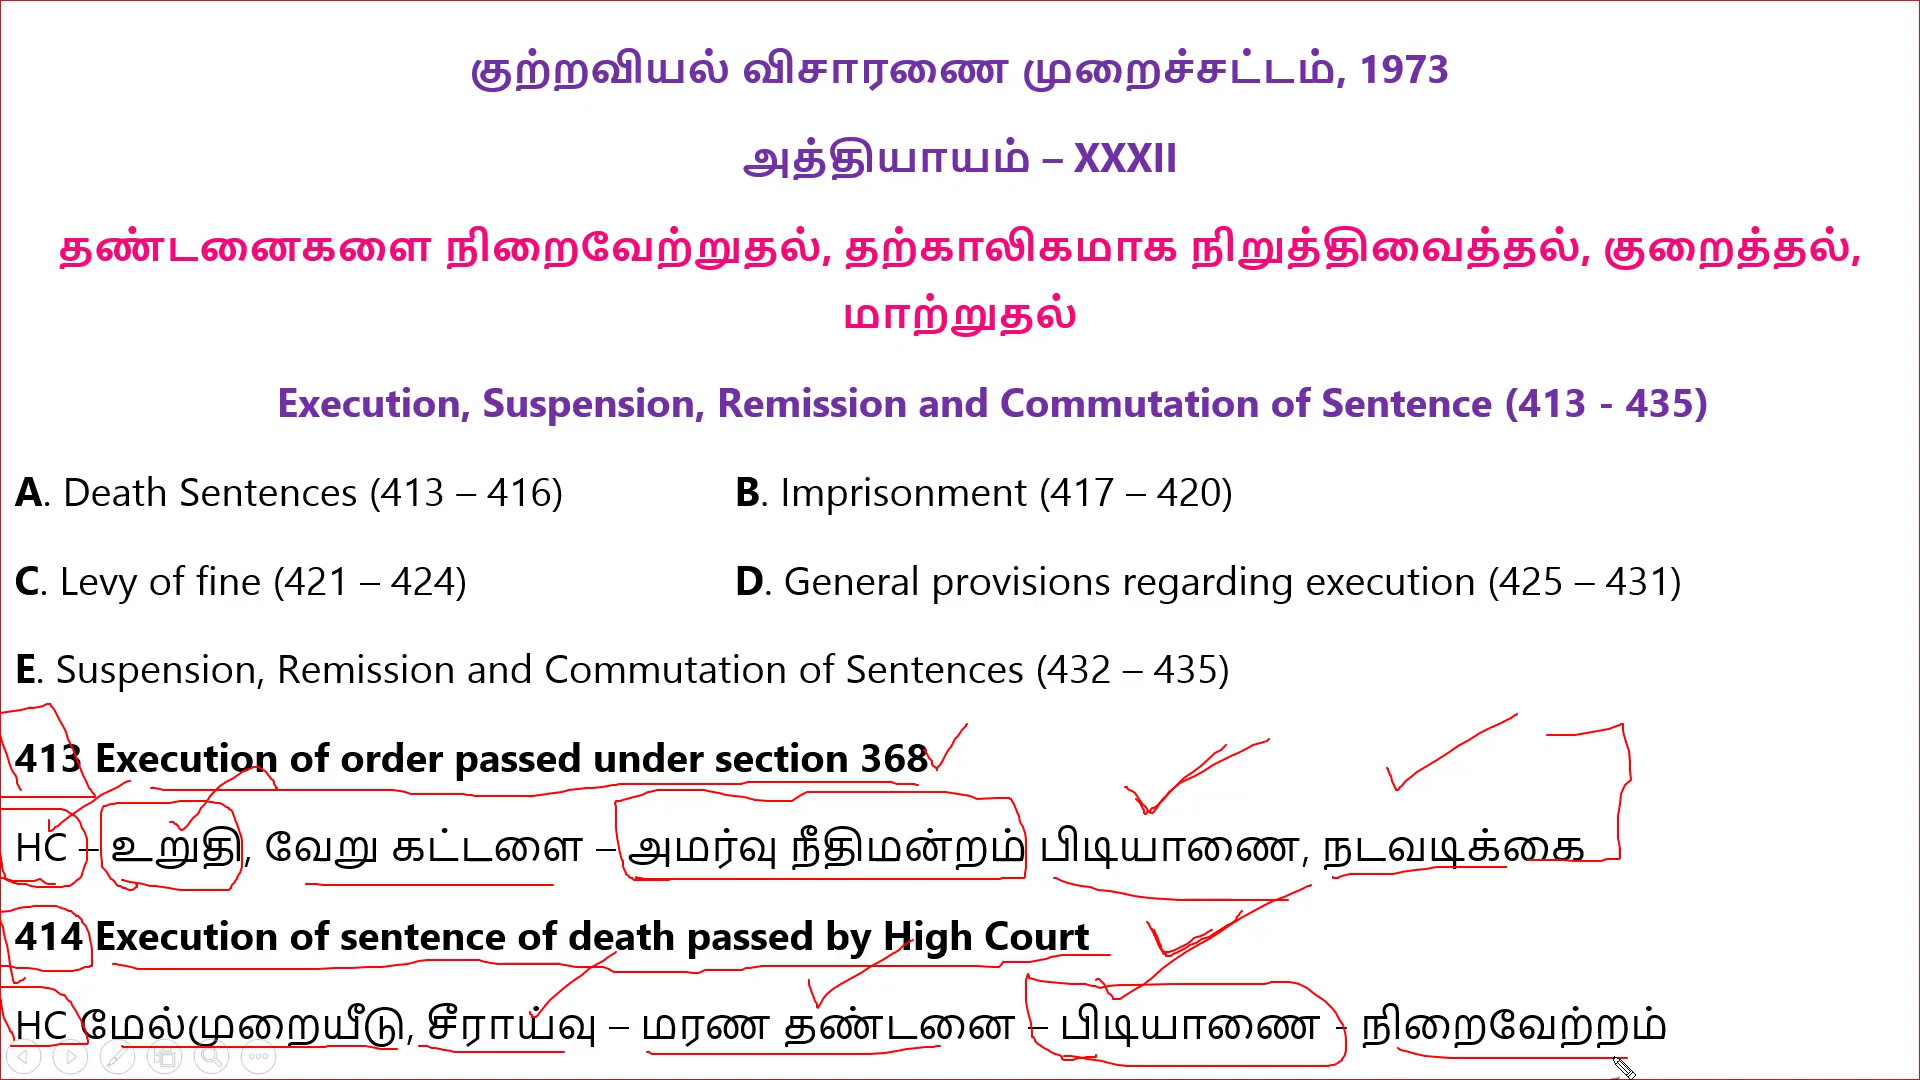 குற்றவியல் விசாரணை முறைச்சட்டம், 1973
அத்தியாயம் – XXXII
தண்டனைகளை நிறைவேற்றுதல், தற்காலிகமாக நிறுத்திவைத்தல், குறைத்தல்,
மாற்றுதல்
Execution, Suspension, Remission and Commutation of Sentence (413 - 435)
A. Death Sentences (413 – 416) B. Imprisonment (417 – 420)
C. Levy of fine (421 – 424) D. General provisions regarding execution (425 – 431)
E. Suspension, Remission and Commutation of Sentences (432 – 435)
413 Execution of order passed under section 368
HC – உறுதி, வேறு கட்டளை – அமர்வு நீதிமன்றம் பிடியாணை, நடவடிக்கை
414 Execution of sentence of death passed by High Court
HC மேல்முறையீடு, சீராய்வு – மரண தண்டனை – பிடியாணை - நிறைவேற்றம்